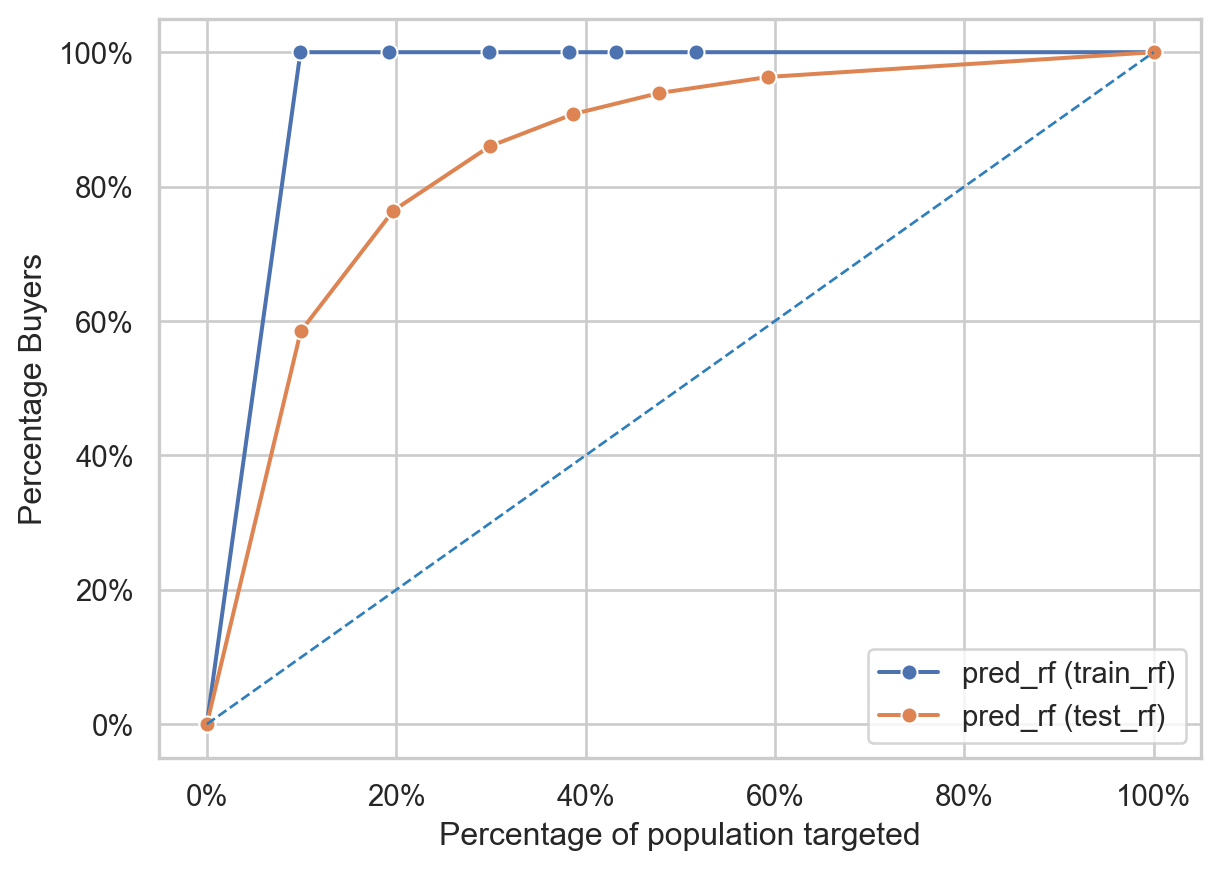 100%
80%
60%
40%
20%
0%
Percentage Buyers
pred_rf (train_rf)
pred_rf (test_rf)
0% 20% 40% 60% 80% 100%
Percentage of population targeted